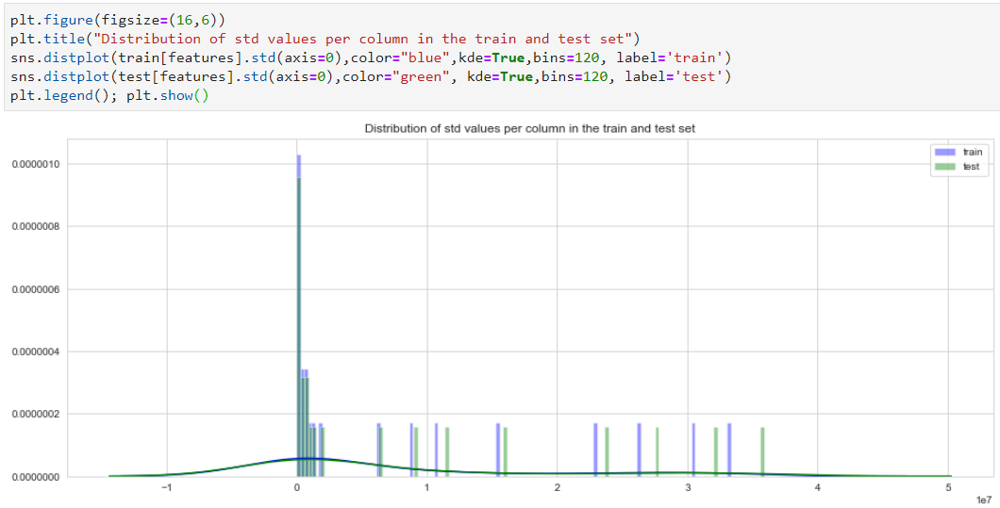 plt.figure(figsize=(16,6))
plt.title("Distribution of std values per column in the train and test set")
sns.distplot(train[features].std(axis=0),color="blue",kde=True,bins=120, label='train')
sns.distplot(test[features].std(axis=0),color="green", kde=True,bins=120, label='test')
plt.legend(); plt.show()
Distribution of std values per column in the train and test set
train
test
0.0000010
0.0000008
0.0000006
0.0000004
0.0000002
0.0000000
−1 0 1 2 3 4 5
1e7